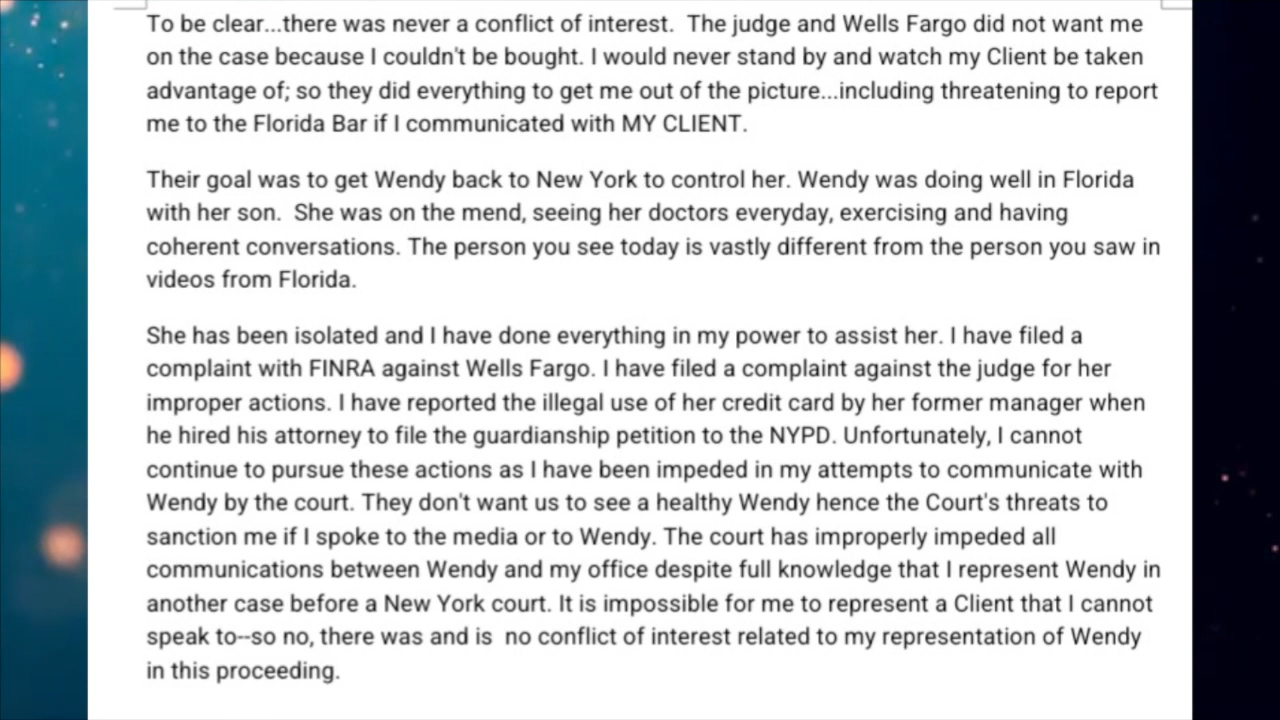 To be clear...there was never a conflict of interest.  The judge and Wells Fargo did not want me
on the case because I couldn't be bought. I would never stand by and watch my Client be taken
advantage of; so they did everything to get me out of the picture...including threatening to report
me to the Florida Bar if I communicated with MY CLIENT.
Their goal was to get Wendy back to New York to control her. Wendy was doing well in Florida
with her son.  She was on the mend, seeing her doctors everyday, exercising and having
coherent conversations. The person you see today is vastly different from the person you saw in
videos from Florida.
She has been isolated and I have done everything in my power to assist her. I have filed a
complaint with FINRA against Wells Fargo. I have filed a complaint against the judge for her
improper actions. I have reported the illegal use of her credit card by her former manager when
he hired his attorney to file the guardianship petition to the NYPD. Unfortunately, I cannot
continue to pursue these actions as I have been impeded in my attempts to communicate with
Wendy by the court. They don't want us to see a healthy Wendy hence the Court's threats to
sanction me if I spoke to the media or to Wendy. The court has improperly impeded all
communications between Wendy and my office despite full knowledge that I represent Wendy in
another case before a New York court. It is impossible for me to represent a Client that I cannot
speak to--so no, there was and is  no conflict of interest related to my representation of Wendy
in this proceeding.